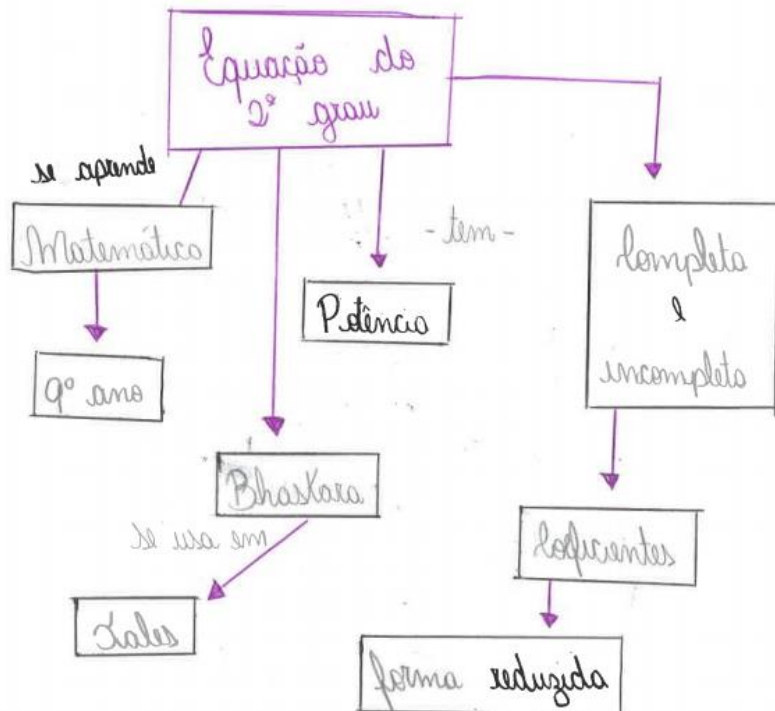 Equação do
2º grau
se aprende
Matemática
- tem -
Completa
e
incompleta
Potência
9º ano
Bhaskara
se usa em
Tales
Coeficientes
forma reduzida